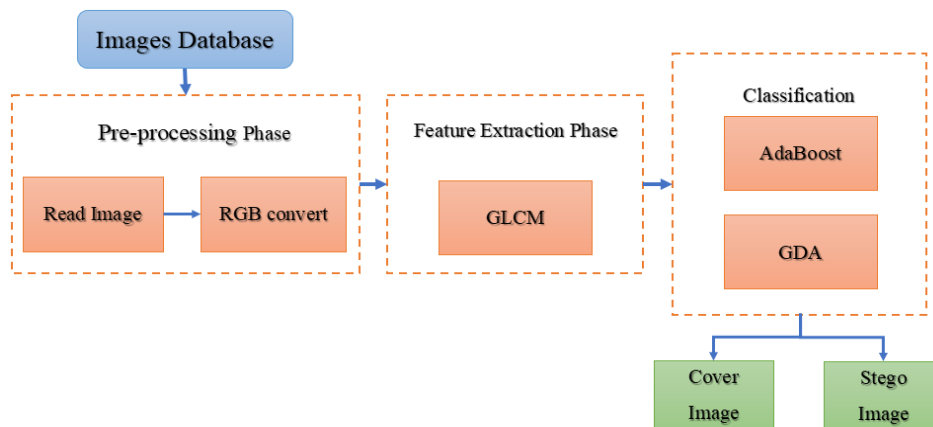 Images Database
Pre-processing Phase
Read Image
RGB convert
Feature Extraction Phase
GLCM
Classification
AdaBoost
GDA
Cover
Image
Stego
Image